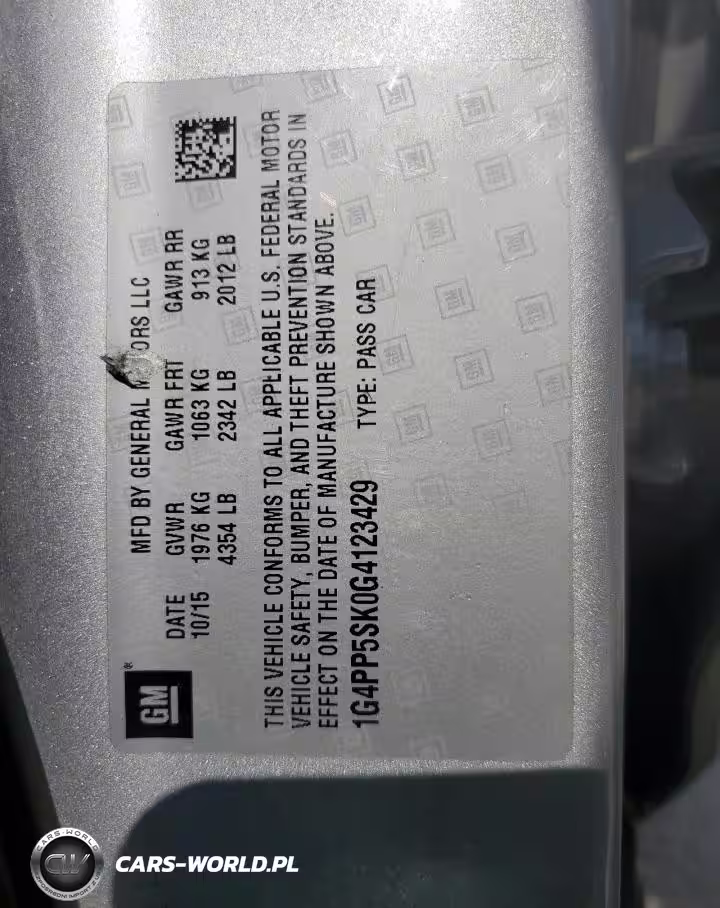 GM®
MFD BY GENERAL M ORS LLC
DATE GVWR GAWR FRT GAWR RR
10/15 1976 KG 1063 KG 913 KG
4354 LB 2342 LB 2012 LB
THIS VEHICLE CONFORMS TO ALL APPLICABLE U.S. FEDERAL MOTOR
VEHICLE SAFETY, BUMPER, AND THEFT PREVENTION STANDARDS IN
EFFECT ON THE DATE OF MANUFACTURE SHOWN ABOVE.
1G4PP5SK0G4123429 TYPE: PASS CAR
CARS-WORLD
CW
CARS-WORLD.PL